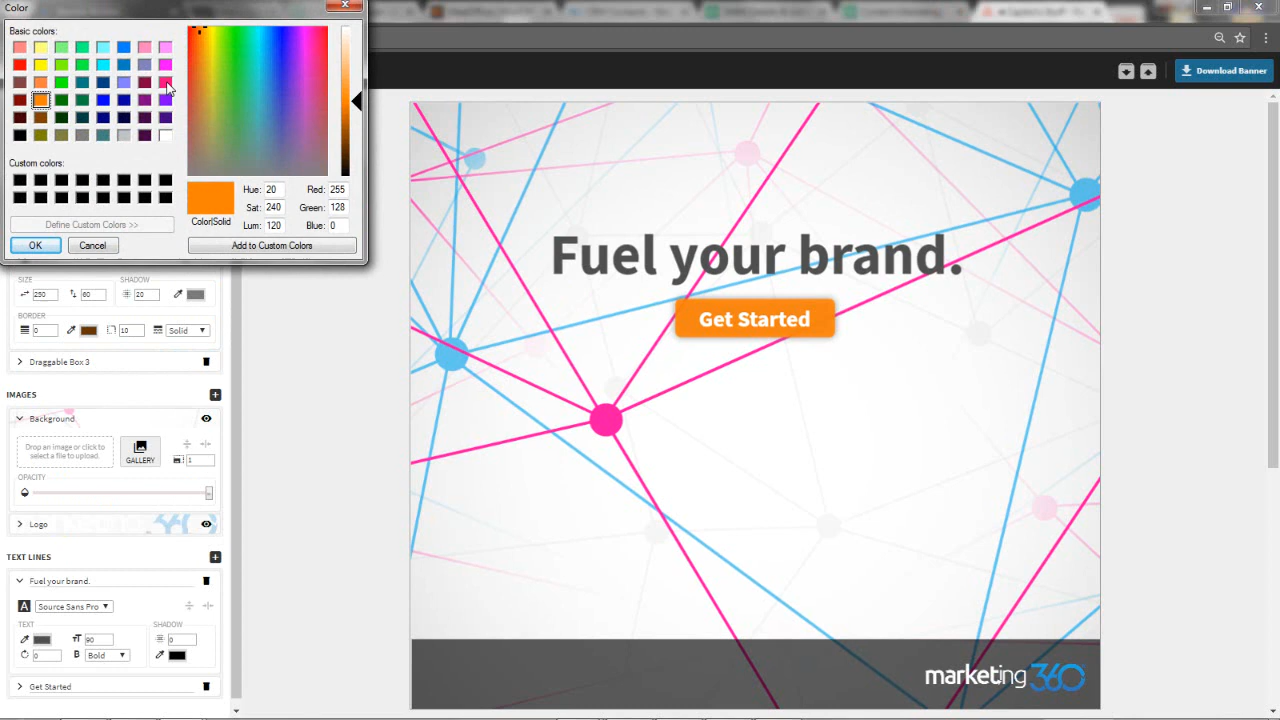 Color
Basic colors:
Custom colors:
Define Custom Colors >>
OK
Cancel
Color|Solid
Hue: 20
Sat: 240
Lum: 120
Red: 255
Green: 128
Blue: 0
Add to Custom Colors
Download Banner
SIZE
SHADOW
250
60
20
BORDER
0
10
Solid
Draggable Box 3
IMAGES
Background
Drop an image or click to
select a file to upload.
GALLERY
1
OPACITY
Logo
TEXT LINES
Fuel your brand.
Source Sans Pro
TEXT
SHADOW
90
0
0
B
Bold
Get Started
Fuel your brand.
Get Started
marketing 360